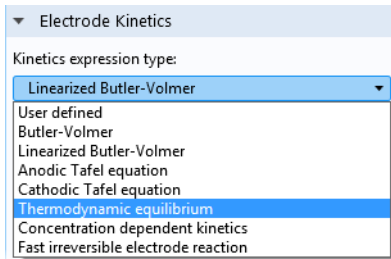 Electrode Kinetics
Kinetics expression type:
Linearized Butler-Volmer
User defined
Butler-Volmer
Linearized Butler-Volmer
Anodic Tafel equation
Cathodic Tafel equation
Thermodynamic equilibrium
Concentration dependent kinetics
Fast irreversible electrode reaction